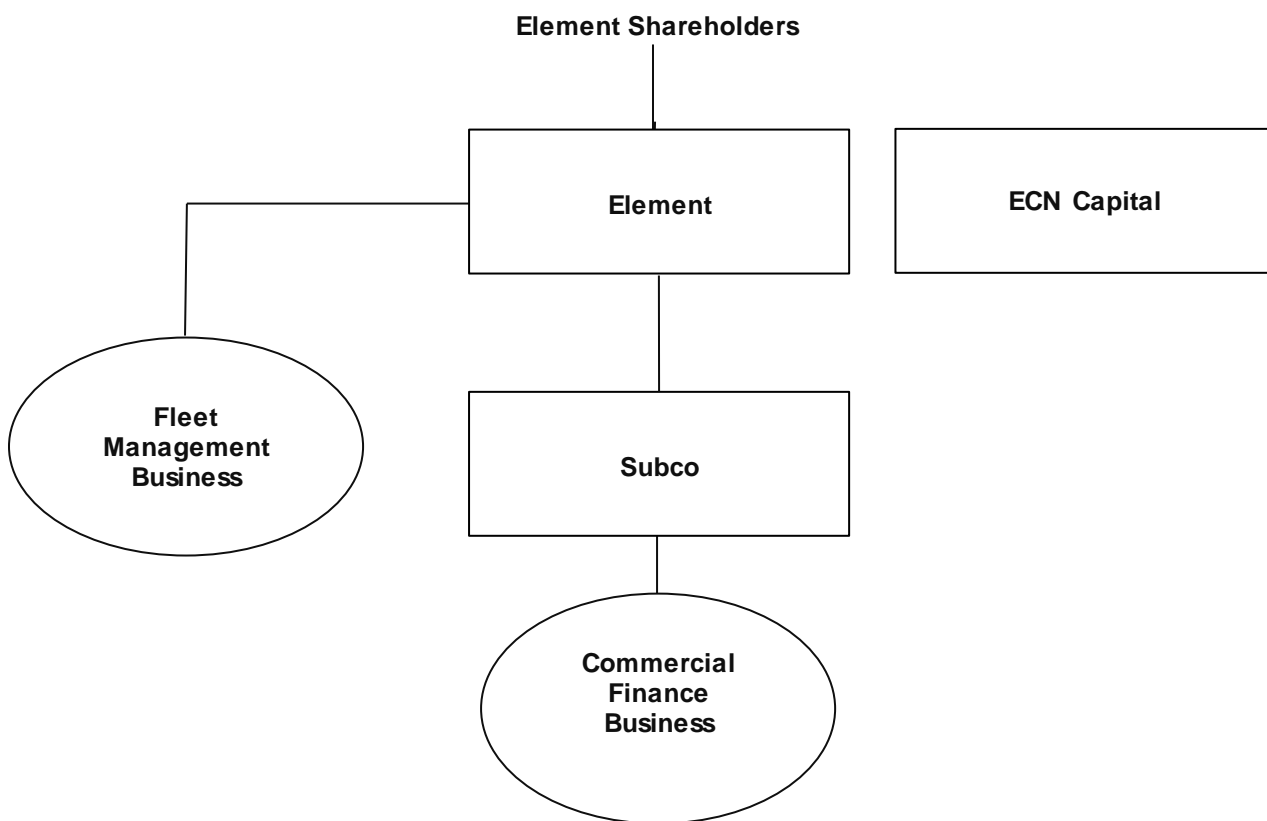 Element Shareholders
Element
ECN Capital
Fleet
Management
Business
Subco
Commercial
Finance
Business